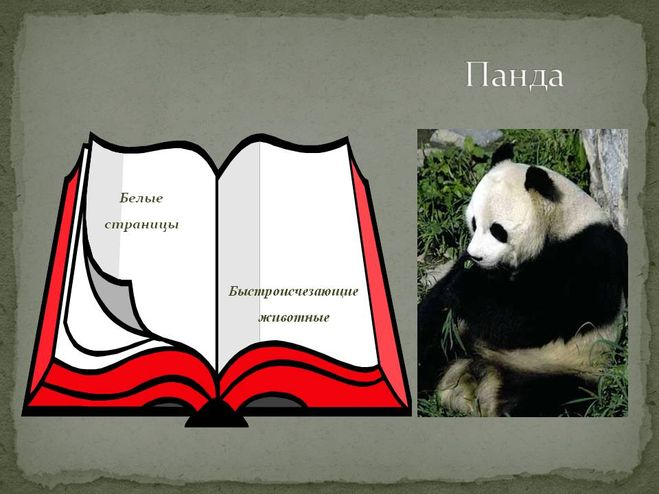 Панда
Белые
страницы
Быстроисчезающие
животные